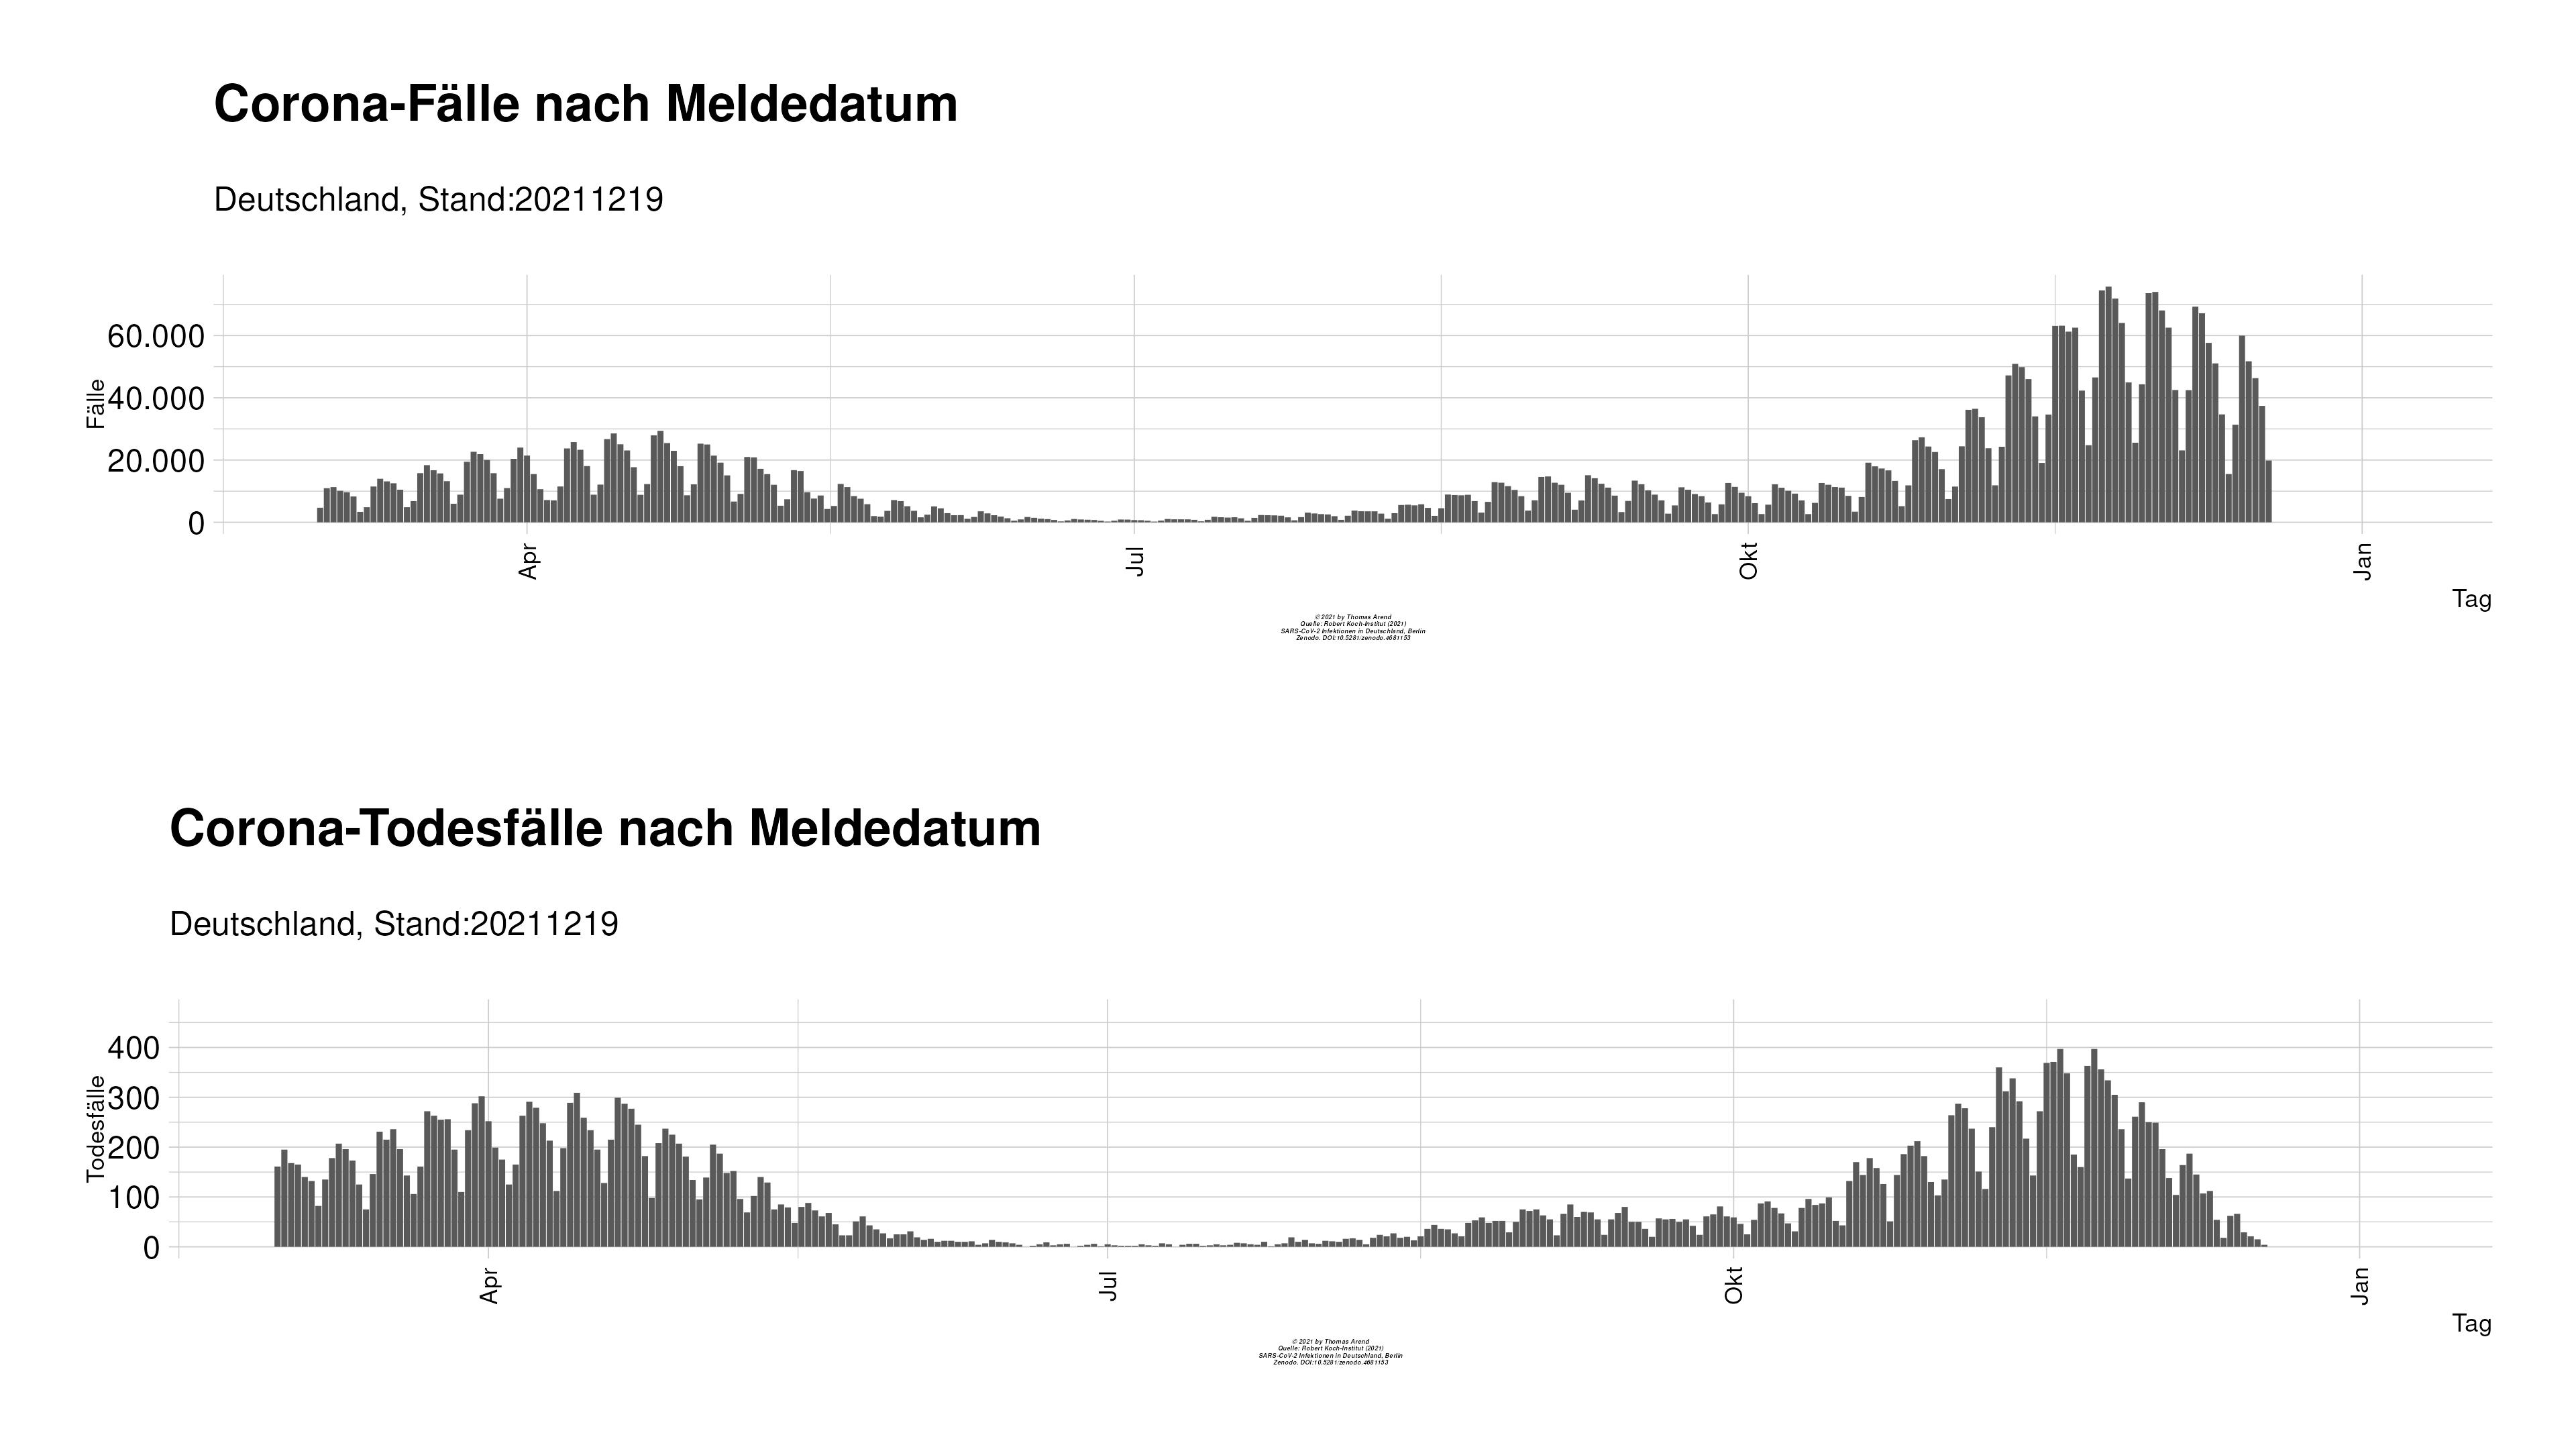 Corona-Fälle nach Meldedatum
Deutschland, Stand:20211219
Fälle
60.000
40.000
20.000
0
Apr
Jul
Okt
Jan
Tag
© 2021 by Thomas Arend
Quelle: Robert Koch-Institut (2021)
SARS-CoV-2 Infektionen in Deutschland, Berlin
Zenodo. DOI:10.5281/zenodo.4681153
Corona-Todesfälle nach Meldedatum
Deutschland, Stand:20211219
Todesfälle
400
300
200
100
0
Apr
Jul
Okt
Jan
Tag
© 2021 by Thomas Arend
Quelle: Robert Koch-Institut (2021)
SARS-CoV-2 Infektionen in Deutschland, Berlin
Zenodo. DOI:10.5281/zenodo.4681153